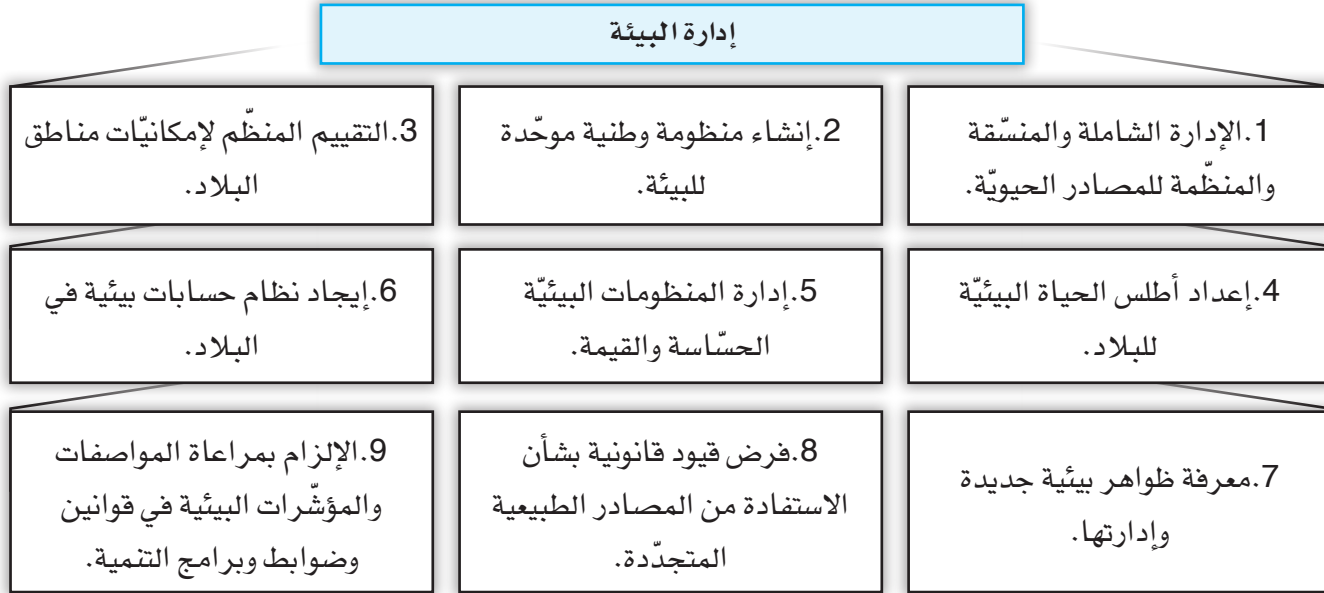 إدارة البيئة
1.الإدارة الشاملة والمنسّقة
والمنظّمة للمصادر الحيويّة.
2.إنشاء منظومة وطنية موحّدة
للبيئة.
3.التقييم المنظّم لإمكانيّات مناطق
البلاد.
4.إعداد أطلس الحياة البيئيّة
للبلاد.
5.إدارة المنظومات البيئيّة
الحسّاسة والقيمة.
6.إيجاد نظام حسابات بيئية في
البلاد.
7.معرفة ظواهر بيئية جديدة
وإدارتها.
8.فرض قيود قانونية بشأن
الاستفادة من المصادر الطبيعية
المتجدّدة.
9.الإلزام بمراعاة المواصفات
والمؤشّرات البيئية في قوانين
وضوابط وبرامج التنمية.